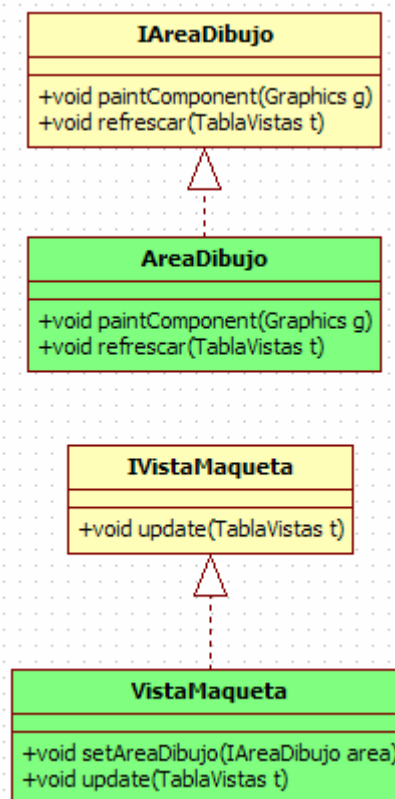 IAreaDibujo
+void paintComponent(Graphics g)
+void refrescar(TablaVistas t)
AreaDibujo
+void paintComponent(Graphics g)
+void refrescar(TablaVistas t)
IVistaMaqueta
+void update(TablaVistas t)
VistaMaqueta
+void setAreaDibujo(IAreaDibujo area)
+void update(TablaVistas t)